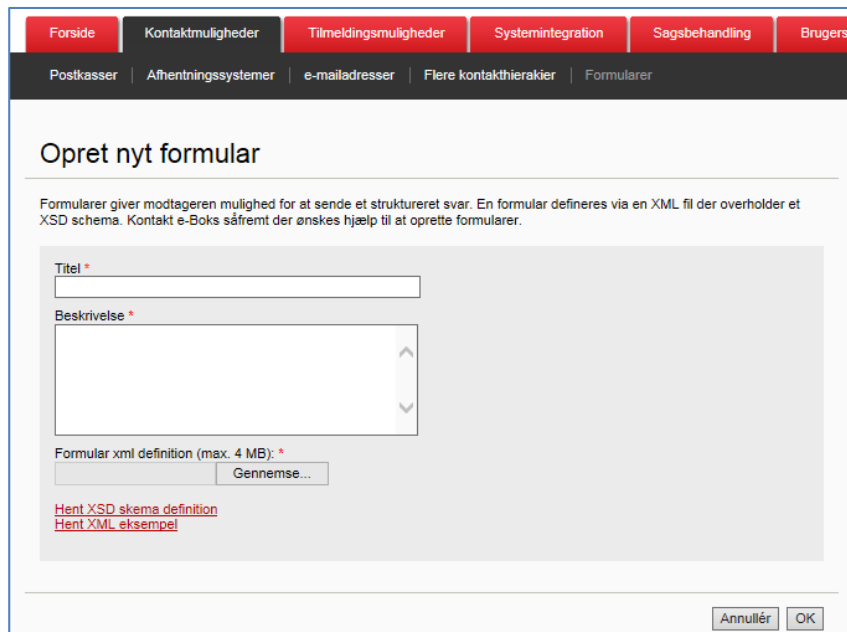 Forside Kontaktmuligheder Tilmeldingsmuligheder Systemintegration Sagsbehandling Brugers
Postkasser Afhentningssystemer e-mailadresser Flere kontakthierakier Formularer
Opret nyt formular
Formularer giver modtageren mulighed for at sende et struktureret svar. En formular defineres via en XML fil der overholder et
XSD schema. Kontakt e-Boks såfremt der ønskes hjælp til at oprette formularer.
Titel *
Beskrivelse *
Formular xml definition (max. 4 MB): *
Gennemse...
Hent XSD skema definition
Hent XML eksempel
Annullér OK